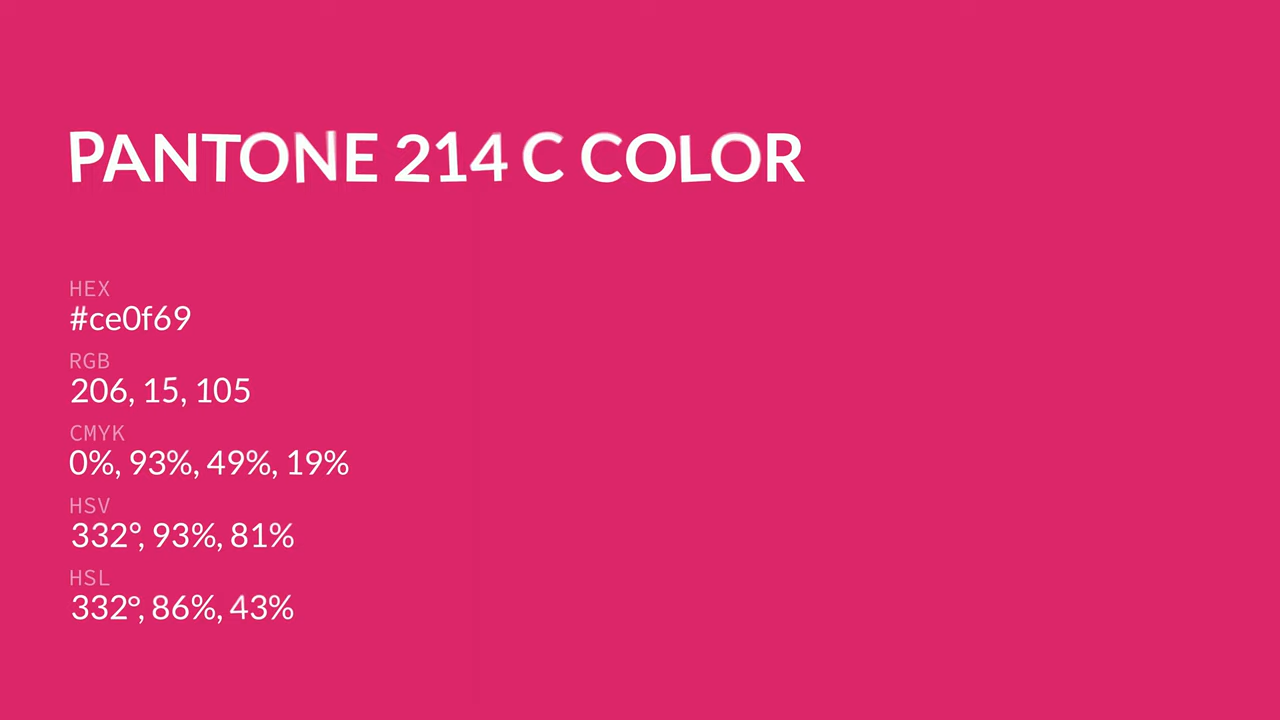 PANTONE 214 C COLOR
HEX
#ce0f69
RGB
206, 15, 105
CMYK
0%, 93%, 49%, 19%
HSV
332°, 93%, 81%
HSL
332°, 86%, 43%